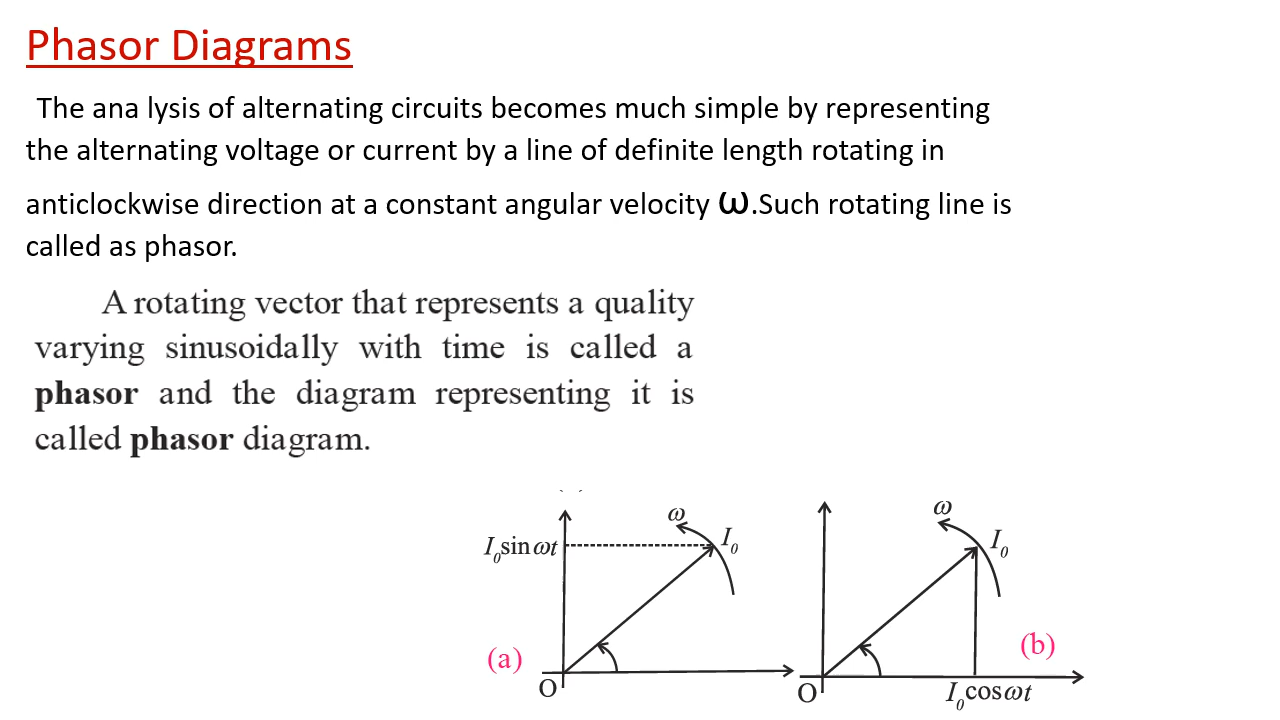 Phasor Diagrams
The ana lysis of alternating circuits becomes much simple by representing
the alternating voltage or current by a line of definite length rotating in
anticlockwise direction at a constant angular velocity ω.Such rotating line is
called as phasor.
A rotating vector that represents a quality
varying sinusoidally with time is called a
phasor and the diagram representing it is
called phasor diagram.
ω
I₀sin ωt
I₀
(a)
O
ω
I₀
(b)
O
I₀cosωt